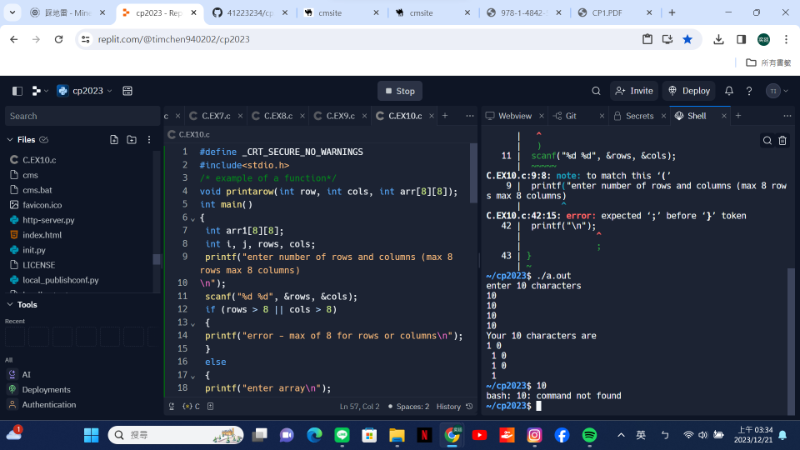 踩地雷 - Min
cp2023 - Repl
41223234/cp
cmsite
cmsite
978-1-4842
CP1.PDF
replit.com/@timchen940202/cp2023
所有書籤
cp2023
Stop
Invite
Deploy
Search
C.EX7.c
C.EX8.c
C.EX9.c
C.EX10.c
Webview
Git
Secrets
Shell
Files
C.EX10.c
cms
cms.bat
favicon.ico
http-server.py
index.html
init.py
LICENSE
local_publishconf.py
Tools
Recent
All
AI
Deployments
Authentication
C.EX10.c
1 #define _CRT_SECURE_NO_WARNINGS
2 #include<stdio.h>
3 /* example of a function*/
4 void printarow(int row, int cols, int arr[8][8]);
5 int main()
6 {
7 int arr1[8][8];
8 int i, j, rows, cols;
9 printf("enter number of rows and columns (max 8
rows max 8 columns)
10 \n");
11 scanf("%d %d", &rows, &cols);
12 if (rows > 8 || cols > 8)
13 {
14 printf("error - max of 8 for rows or columns\n");
15 }
16 else
17 {
18 printf("enter array\n");
C
Ln 57, Col 2
Spaces: 2
History
| ^
| )
11 | scanf("%d %d", &rows, &cols);
| ~~~~~
C.EX10.c:9:8: note: to match this ‘(’
9 | printf("enter number of rows and columns (max 8 row
s max 8 columns)
| ^
C.EX10.c:42:15: error: expected ‘;’ before ‘}’ token
42 | printf("\n");
| ^
| ;
43 | }
| ~
~/cp2023$ ./a.out
enter 10 characters
10
10
10
10
Your 10 characters are
1 0
1 0
1 0
1
~/cp2023$ 10
bash: 10: command not found
~/cp2023$
1
搜尋
英
上午 03:34
2023/12/21